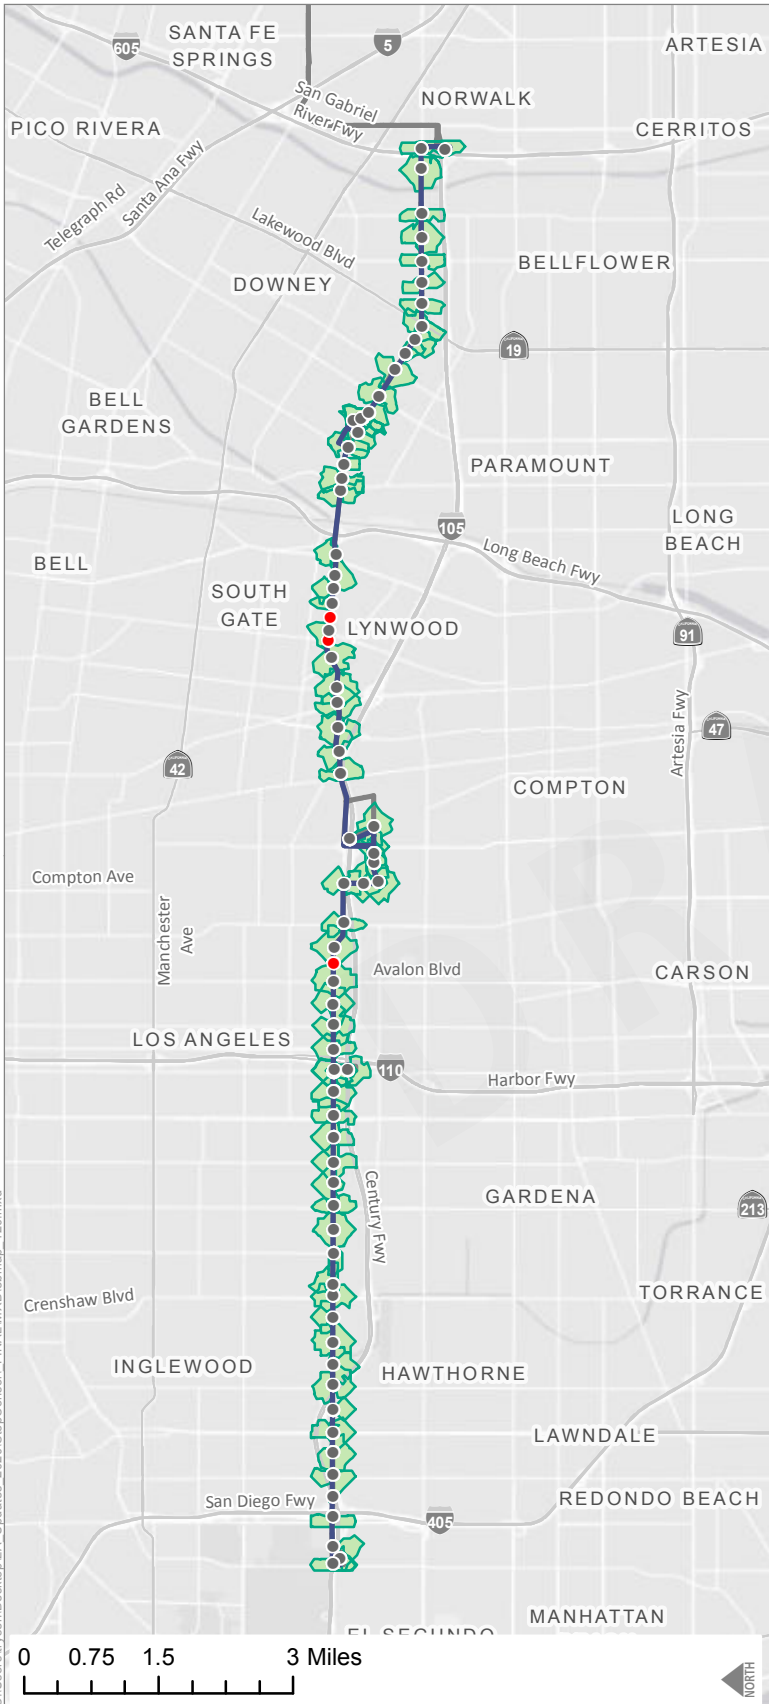 SANTA FE
SPRINGS
605
5
ARTESIA
San Gabriel
River Fwy
NORWALK
PICO RIVERA
CERRITOS
Santa Ana Fwy
Telegraph Rd
Lakewood Blvd
BELLFLOWER
DOWNEY
19
BELL
GARDENS
PARAMOUNT
105
LONG
BEACH
Long Beach Fwy
BELL
SOUTH
GATE
LYNWOOD
91
Artesia Fwy
47
42
COMPTON
Compton Ave
Manchester
Ave
Avalon Blvd
CARSON
LOS ANGELES
110
Harbor Fwy
Century Fwy
GARDENA
213
Crenshaw Blvd
TORRANCE
INGLEWOOD
HAWTHORNE
LAWNDALE
REDONDO BEACH
San Diego Fwy
405
MANHATTAN
EL SEGUNDO
0 0.75 1.5 3 Miles
NORTH